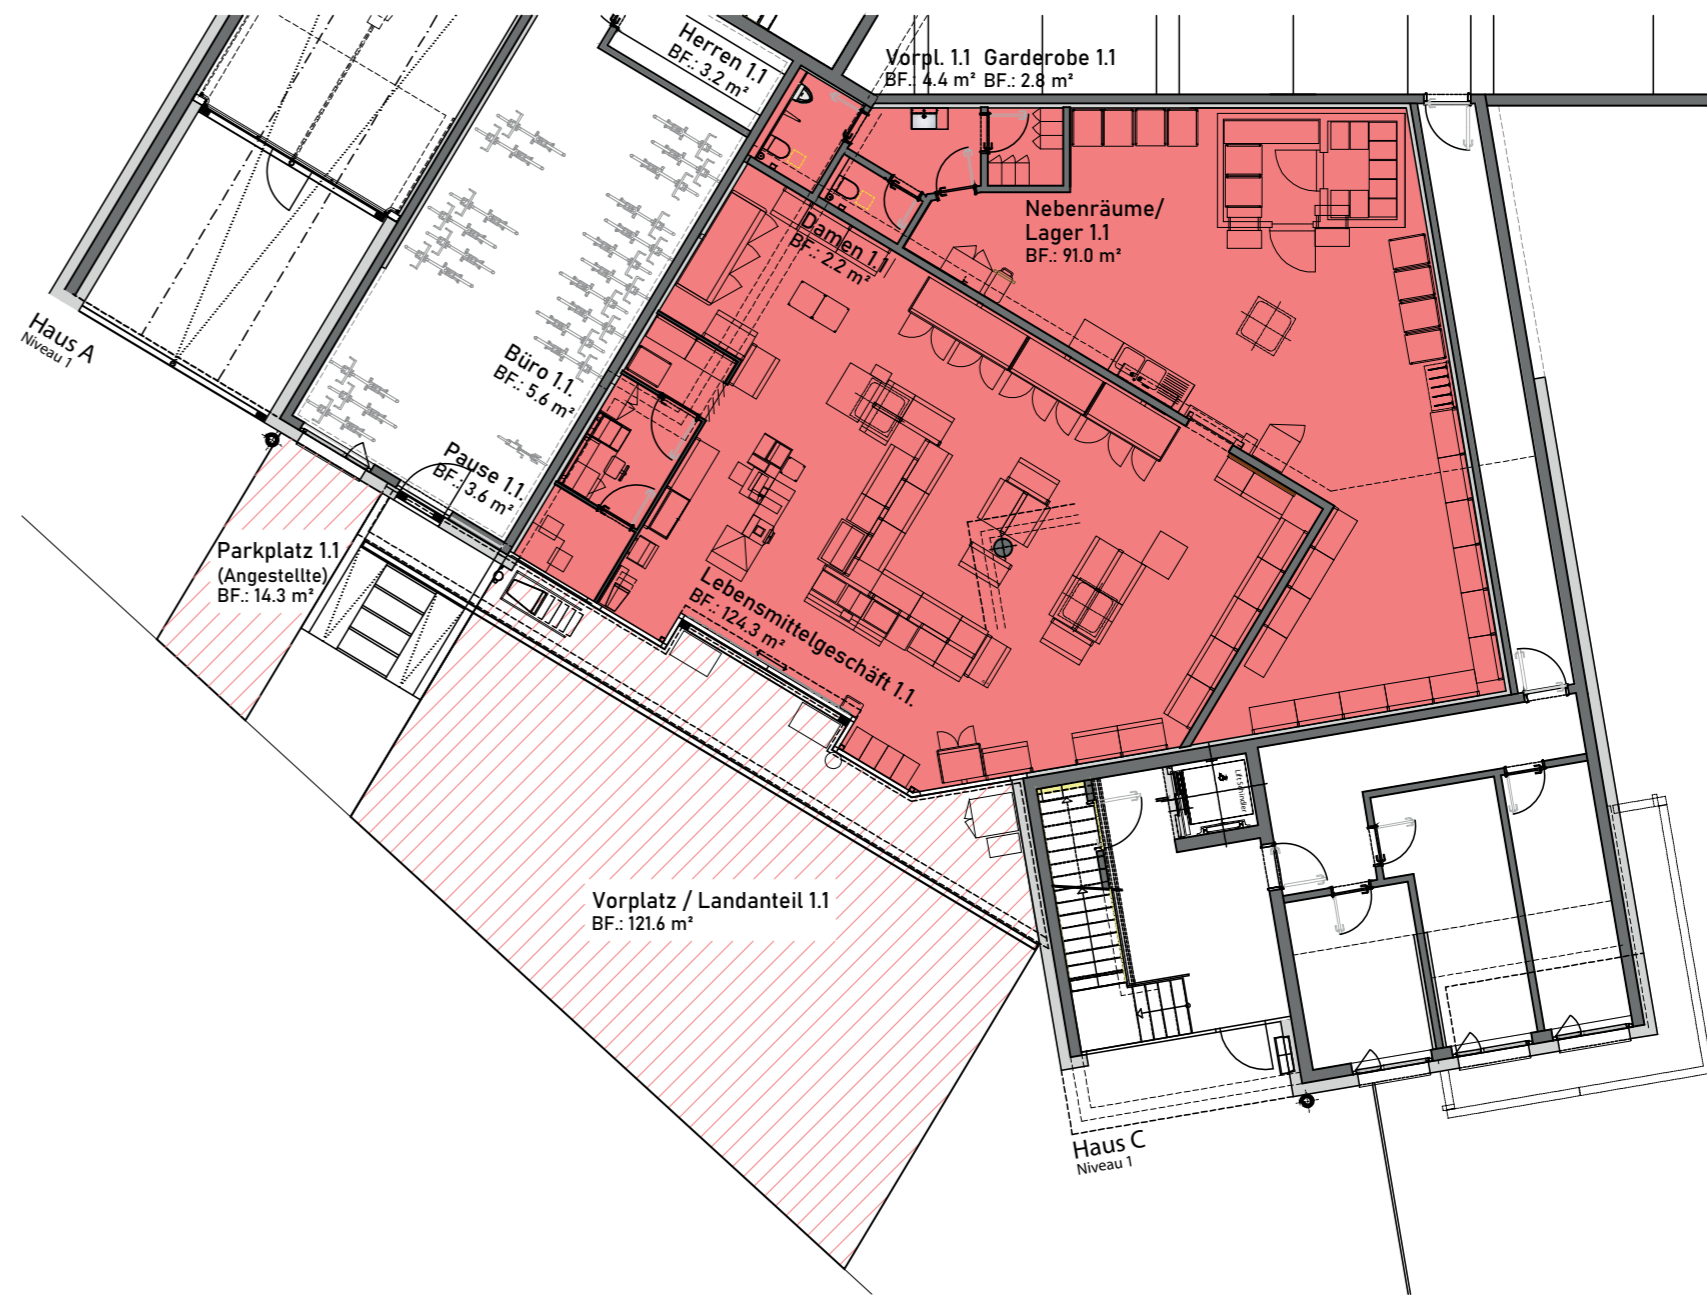 Herren 1.1
BF.: 3.2 m²
Vorpl. 1.1
BF.: 4.4 m²
Garderobe 1.1
BF.: 2.8 m²
Damen 1.1
BF.: 2.2 m²
Nebenräume/
Lager 1.1
BF.: 91.0 m²
Haus A
Niveau 1
Büro 1.1.
BF.: 5.6 m²
Pause 1.1.
BF.: 3.6 m²
Parkplatz 1.1
(Angestellte)
BF.: 14.3 m²
Lebensmittelgeschäft 1.1.
BF.: 124.3 m²
Lift Schindler
Vorplatz / Landanteil 1.1
BF.: 121.6 m²
Haus C
Niveau 1